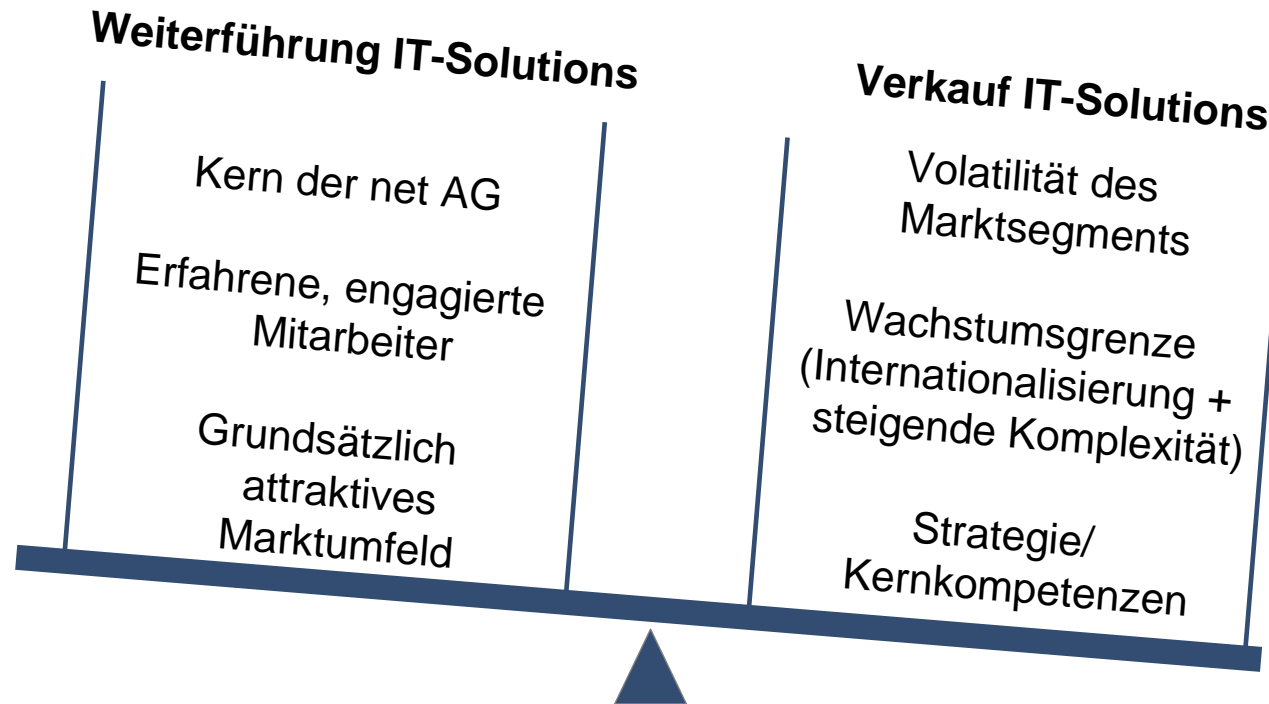 Weiterführung IT-Solutions
Kern der net AG
Erfahrene, engagierte
Mitarbeiter
Grundsätzlich
attraktives
Marktumfeld
Verkauf IT-Solutions
Volatilität des
Marktsegments
Wachstumsgrenze
(Internationalisierung +
steigende Komplexität)
Strategie/
Kernkompetenzen